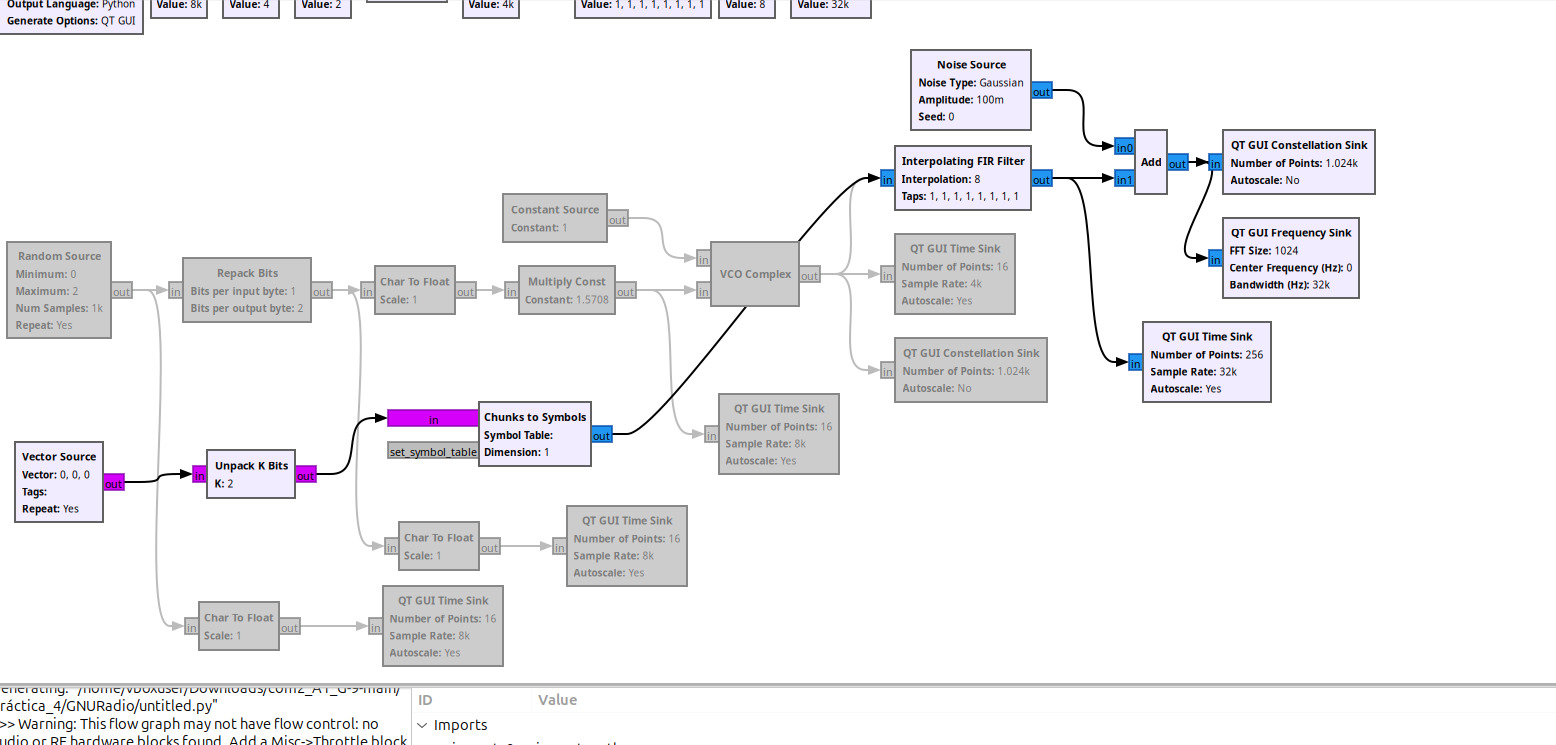 Output Language: Python
Generate Options: QT GUI
Value: 8k
Value: 4
Value: 2
Value: 4k
Value: 1, 1, 1, 1, 1, 1, 1, 1
Value: 8
Value: 32k
Noise Source
Noise Type: Gaussian
Amplitude: 100m
Seed: 0
out
in0
in1
Add
out
in
QT GUI Constellation Sink
Number of Points: 1.024k
Autoscale: No
in
Interpolating FIR Filter
Interpolation: 8
Taps: 1, 1, 1, 1, 1, 1, 1, 1
out
in
QT GUI Frequency Sink
FFT Size: 1024
Center Frequency (Hz): 0
Bandwidth (Hz): 32k
Constant Source
Constant: 1
out
Random Source
Minimum: 0
Maximum: 2
Num Samples: 1k
Repeat: Yes
out
in
Repack Bits
Bits per input byte: 1
Bits per output byte: 2
out
in
Char To Float
Scale: 1
out
in
Multiply Const
Constant: 1.5708
out
in
in
VCO Complex
out
in
QT GUI Time Sink
Number of Points: 16
Sample Rate: 4k
Autoscale: Yes
in
QT GUI Constellation Sink
Number of Points: 1.024k
Autoscale: No
in
QT GUI Time Sink
Number of Points: 256
Sample Rate: 32k
Autoscale: Yes
in
set_symbol_table
Chunks to Symbols
Symbol Table:
Dimension: 1
out
in
QT GUI Time Sink
Number of Points: 16
Sample Rate: 8k
Autoscale: Yes
Vector Source
Vector: 0, 0, 0
Tags:
Repeat: Yes
out
in
Unpack K Bits
K: 2
out
in
Char To Float
Scale: 1
out
in
QT GUI Time Sink
Number of Points: 16
Sample Rate: 8k
Autoscale: Yes
in
Char To Float
Scale: 1
out
in
QT GUI Time Sink
Number of Points: 16
Sample Rate: 8k
Autoscale: Yes
ráctica_4/GNURadio/untitled.py"
>> Warning: This flow graph may not have flow control: no
udio or RF hardware blocks found. Add a Misc->Throttle block
ID
Value
Imports